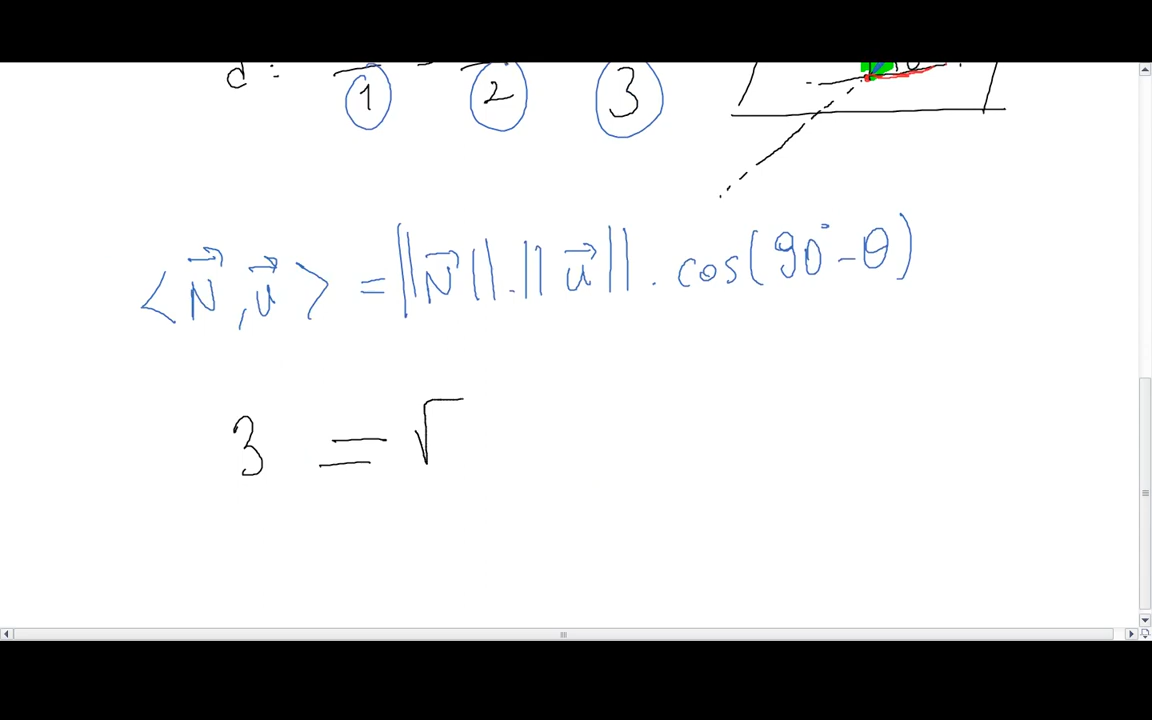 d :
1 2 3
⟨N⃗, u⃗⟩ = ||N⃗|| . ||u⃗|| . cos(90° - θ)
3 = √